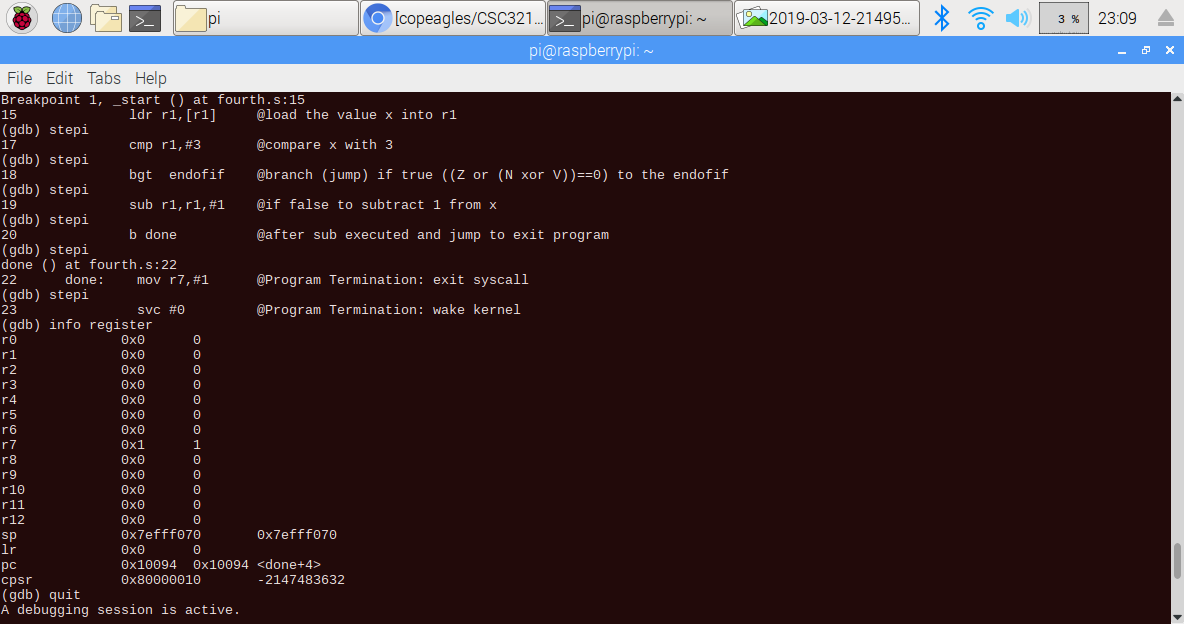 pi
[copeagles/CSC321...
pi@raspberrypi: ~
2019-03-12-21495...
3 %
23:09
pi@raspberrypi: ~
File Edit Tabs Help
Breakpoint 1, _start () at fourth.s:15
15              ldr r1,[r1]     @load the value x into r1
(gdb) stepi
17              cmp r1,#3       @compare x with 3
(gdb) stepi
18              bgt  endofif    @branch (jump) if true ((Z or (N xor V))==0) to the endofif
(gdb) stepi
19              sub r1,r1,#1    @if false to subtract 1 from x
(gdb) stepi
20              b done          @after sub executed and jump to exit program
(gdb) stepi
done () at fourth.s:22
22      done:    mov r7,#1      @Program Termination: exit syscall
(gdb) stepi
23               svc #0         @Program Termination: wake kernel
(gdb) info register
r0             0x0      0
r1             0x0      0
r2             0x0      0
r3             0x0      0
r4             0x0      0
r5             0x0      0
r6             0x0      0
r7             0x1      1
r8             0x0      0
r9             0x0      0
r10            0x0      0
r11            0x0      0
r12            0x0      0
sp             0x7efff070       0x7efff070
lr             0x0      0
pc             0x10094  0x10094 <done+4>
cpsr           0x80000010       -2147483632
(gdb) quit
A debugging session is active.